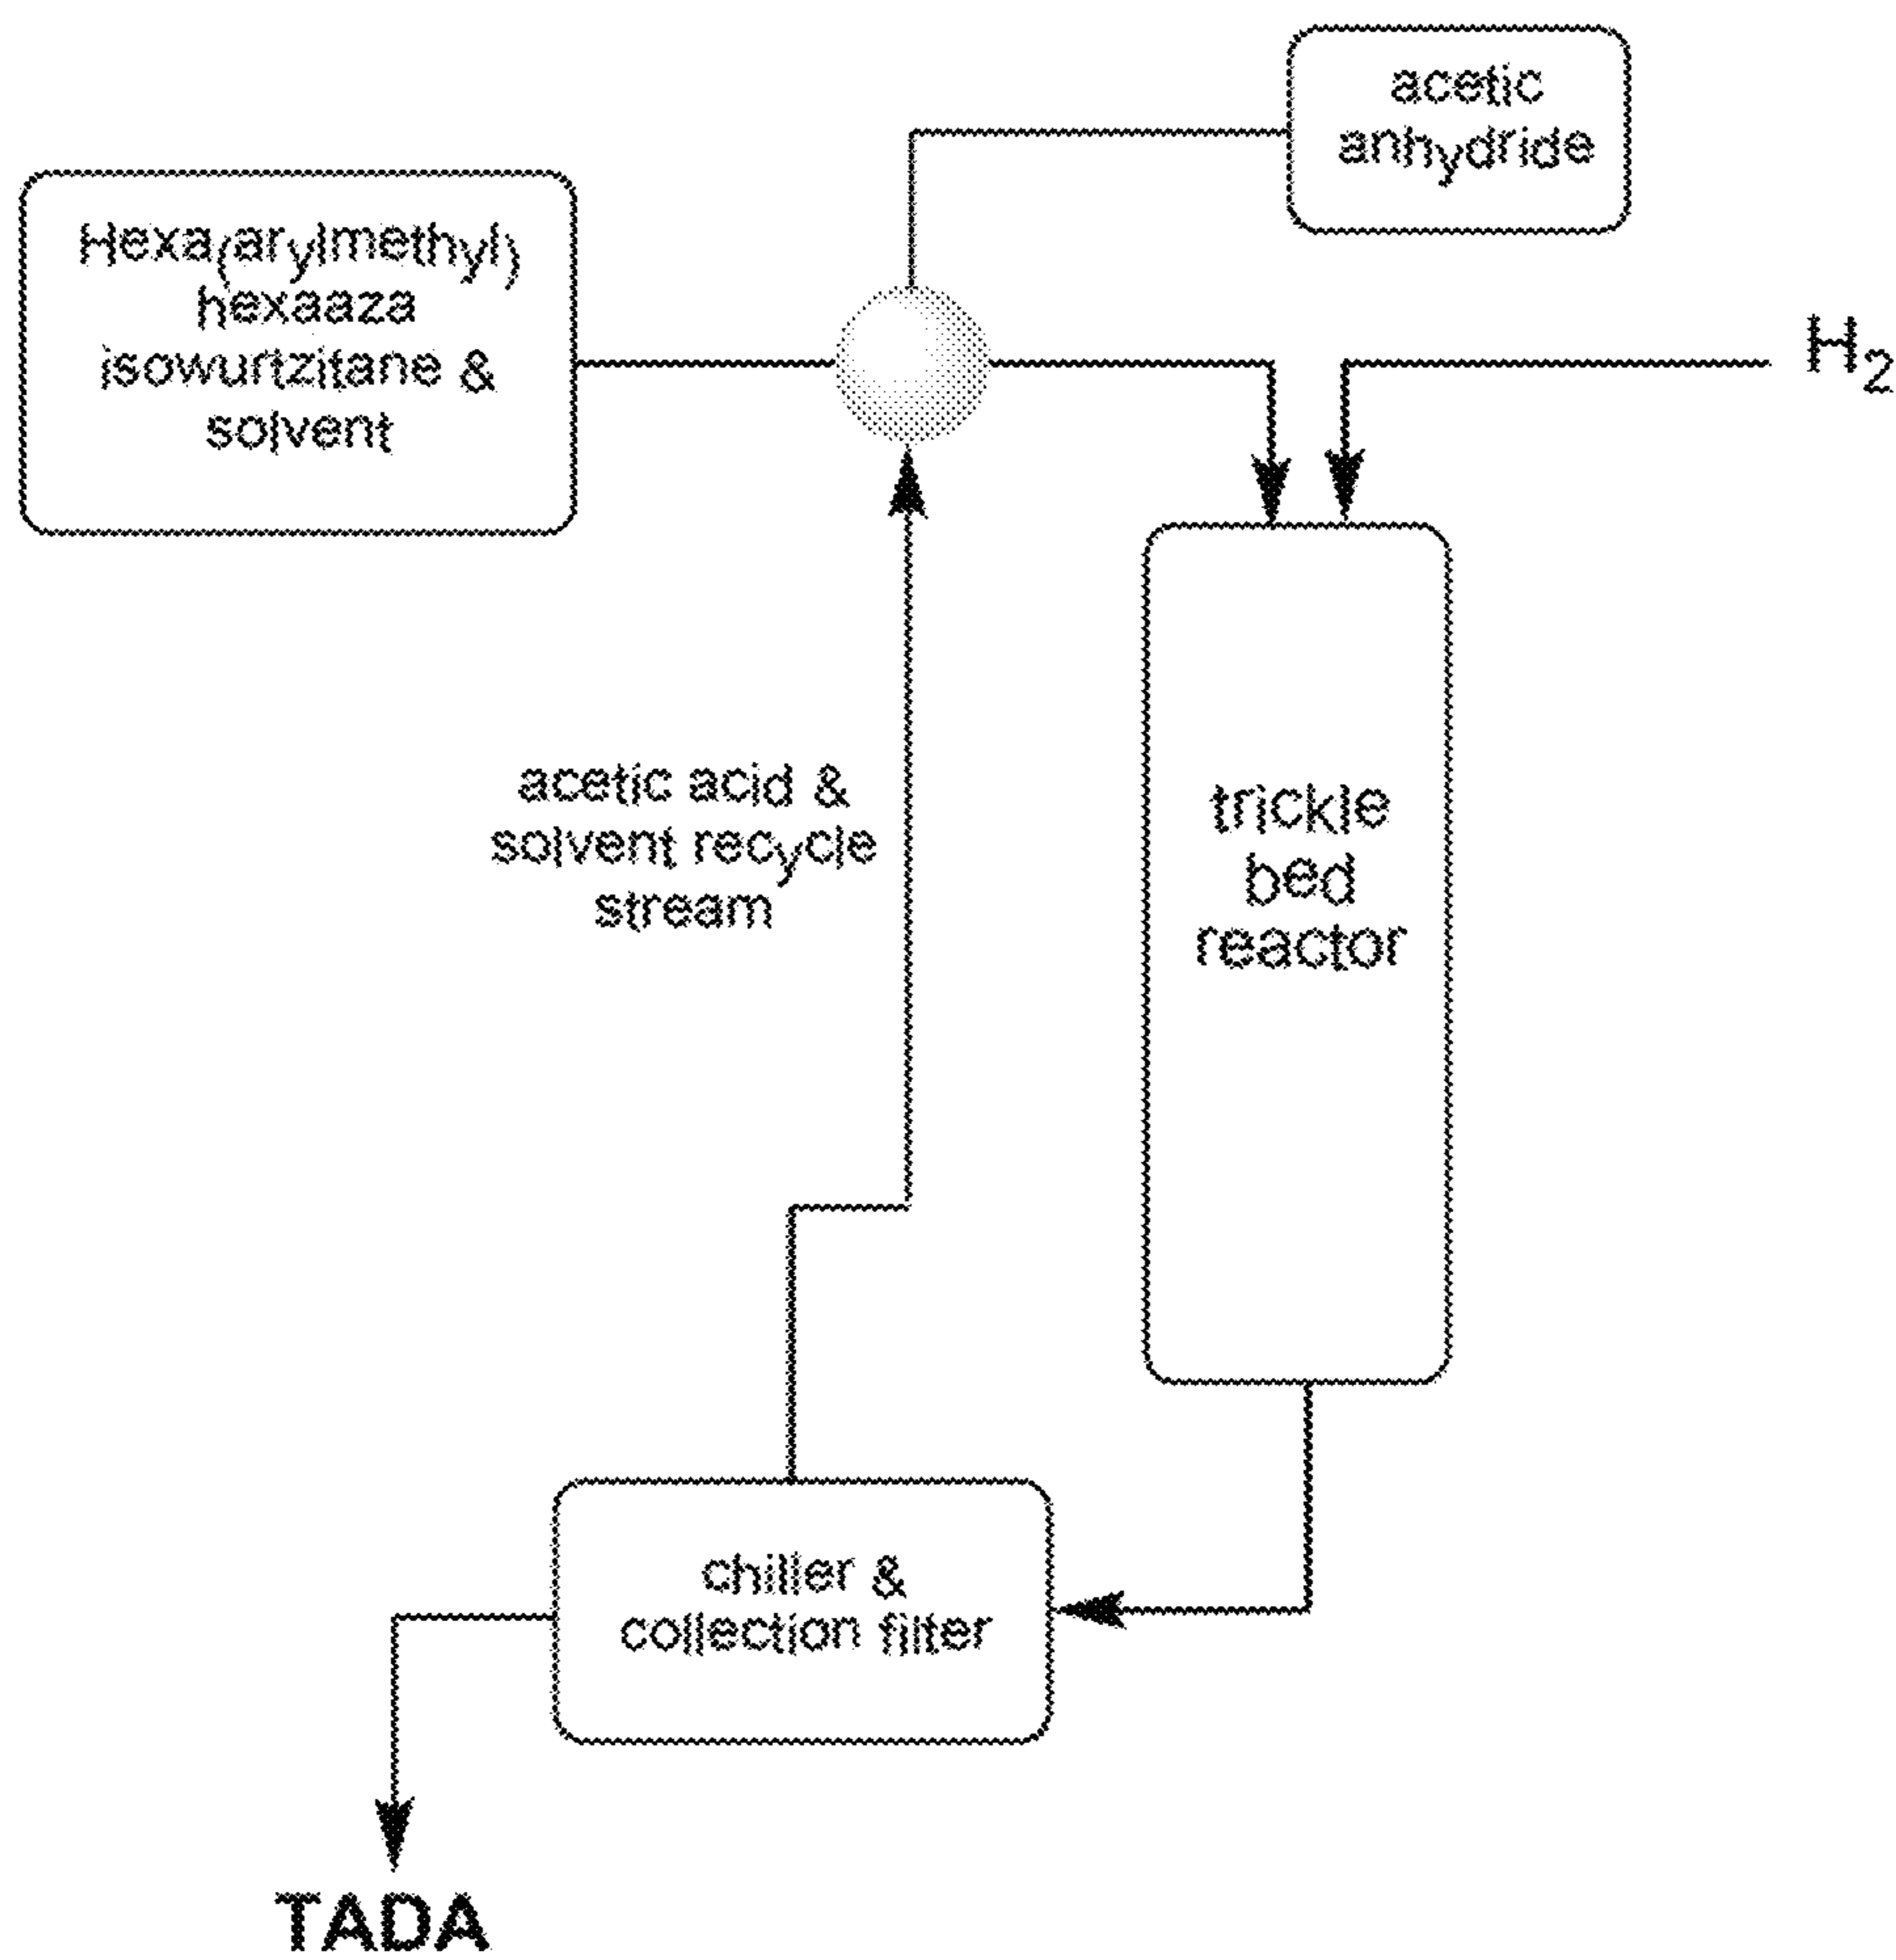 acetic
anhydride
Hexa(arylmethyl)
hexaaza
isowurtzitane &
solvent
H2
acetic acid &
solvent recycle
stream
trickle
bed
reactor
chiller &
collection filter
TADA